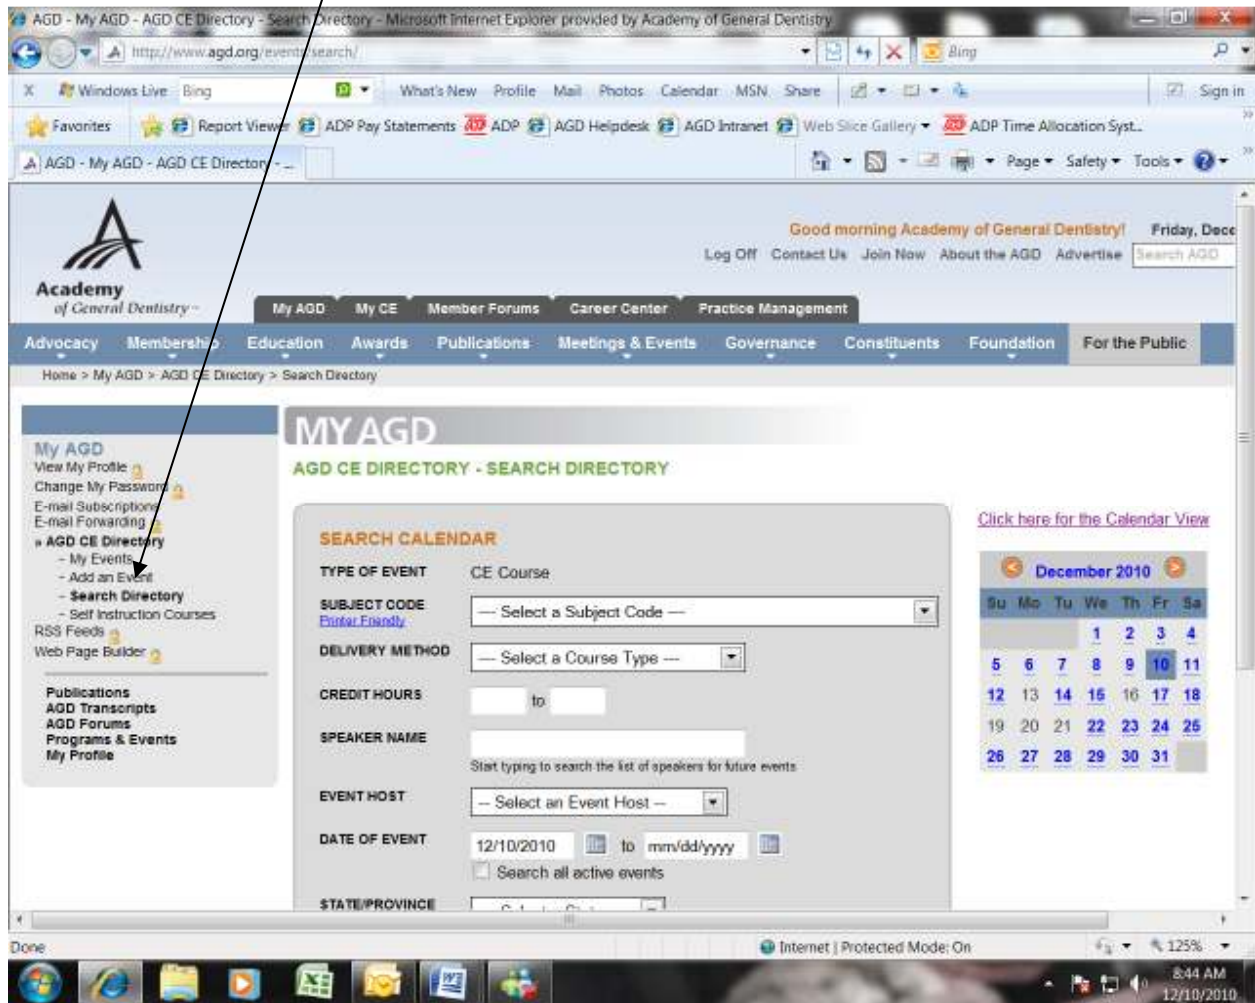 AGD - My AGD - AGD CE Directory - Search Directory - Microsoft Internet Explorer provided by Academy of General Dentistry
http://www.agd.org/events/search/
Bing
X Windows Live Bing What's New Profile Mail Photos Calendar MSN Share Sign in
Favorites Report Viewer ADP Pay Statements ADP AGD Helpdesk AGD Intranet Web Slice Gallery ADP Time Allocation Syst...
AGD - My AGD - AGD CE Directory - ... Page Safety Tools
Good morning Academy of General Dentistry! Friday, Dece
Log Off Contact Us Join Now About the AGD Advertise Search AGD
Academy
of General Dentistry
My AGD My CE Member Forums Career Center Practice Management
Advocacy Membership Education Awards Publications Meetings & Events Governance Constituents Foundation For the Public
Home > My AGD > AGD CE Directory > Search Directory
My AGD
View My Profile
Change My Password
E-mail Subscriptions
E-mail Forwarding
» AGD CE Directory
- My Events
- Add an Event
- Search Directory
- Self Instruction Courses
RSS Feeds
Web Page Builder
Publications
AGD Transcripts
AGD Forums
Programs & Events
My Profile
MY AGD
AGD CE DIRECTORY - SEARCH DIRECTORY
SEARCH CALENDAR
TYPE OF EVENT CE Course
SUBJECT CODE --- Select a Subject Code ---
Printer Friendly
DELIVERY METHOD --- Select a Course Type ---
CREDIT HOURS to
SPEAKER NAME
Start typing to search the list of speakers for future events
EVENT HOST -- Select an Event Host --
DATE OF EVENT 12/10/2010 to mm/dd/yyyy
Search all active events
STATE/PROVINCE
Click here for the Calendar View
December 2010
Su Mo Tu We Th Fr Sa
1 2 3 4
5 6 7 8 9 10 11
12 13 14 15 16 17 18
19 20 21 22 23 24 25
26 27 28 29 30 31
Done Internet | Protected Mode: On 125%
8:44 AM
12/10/2010